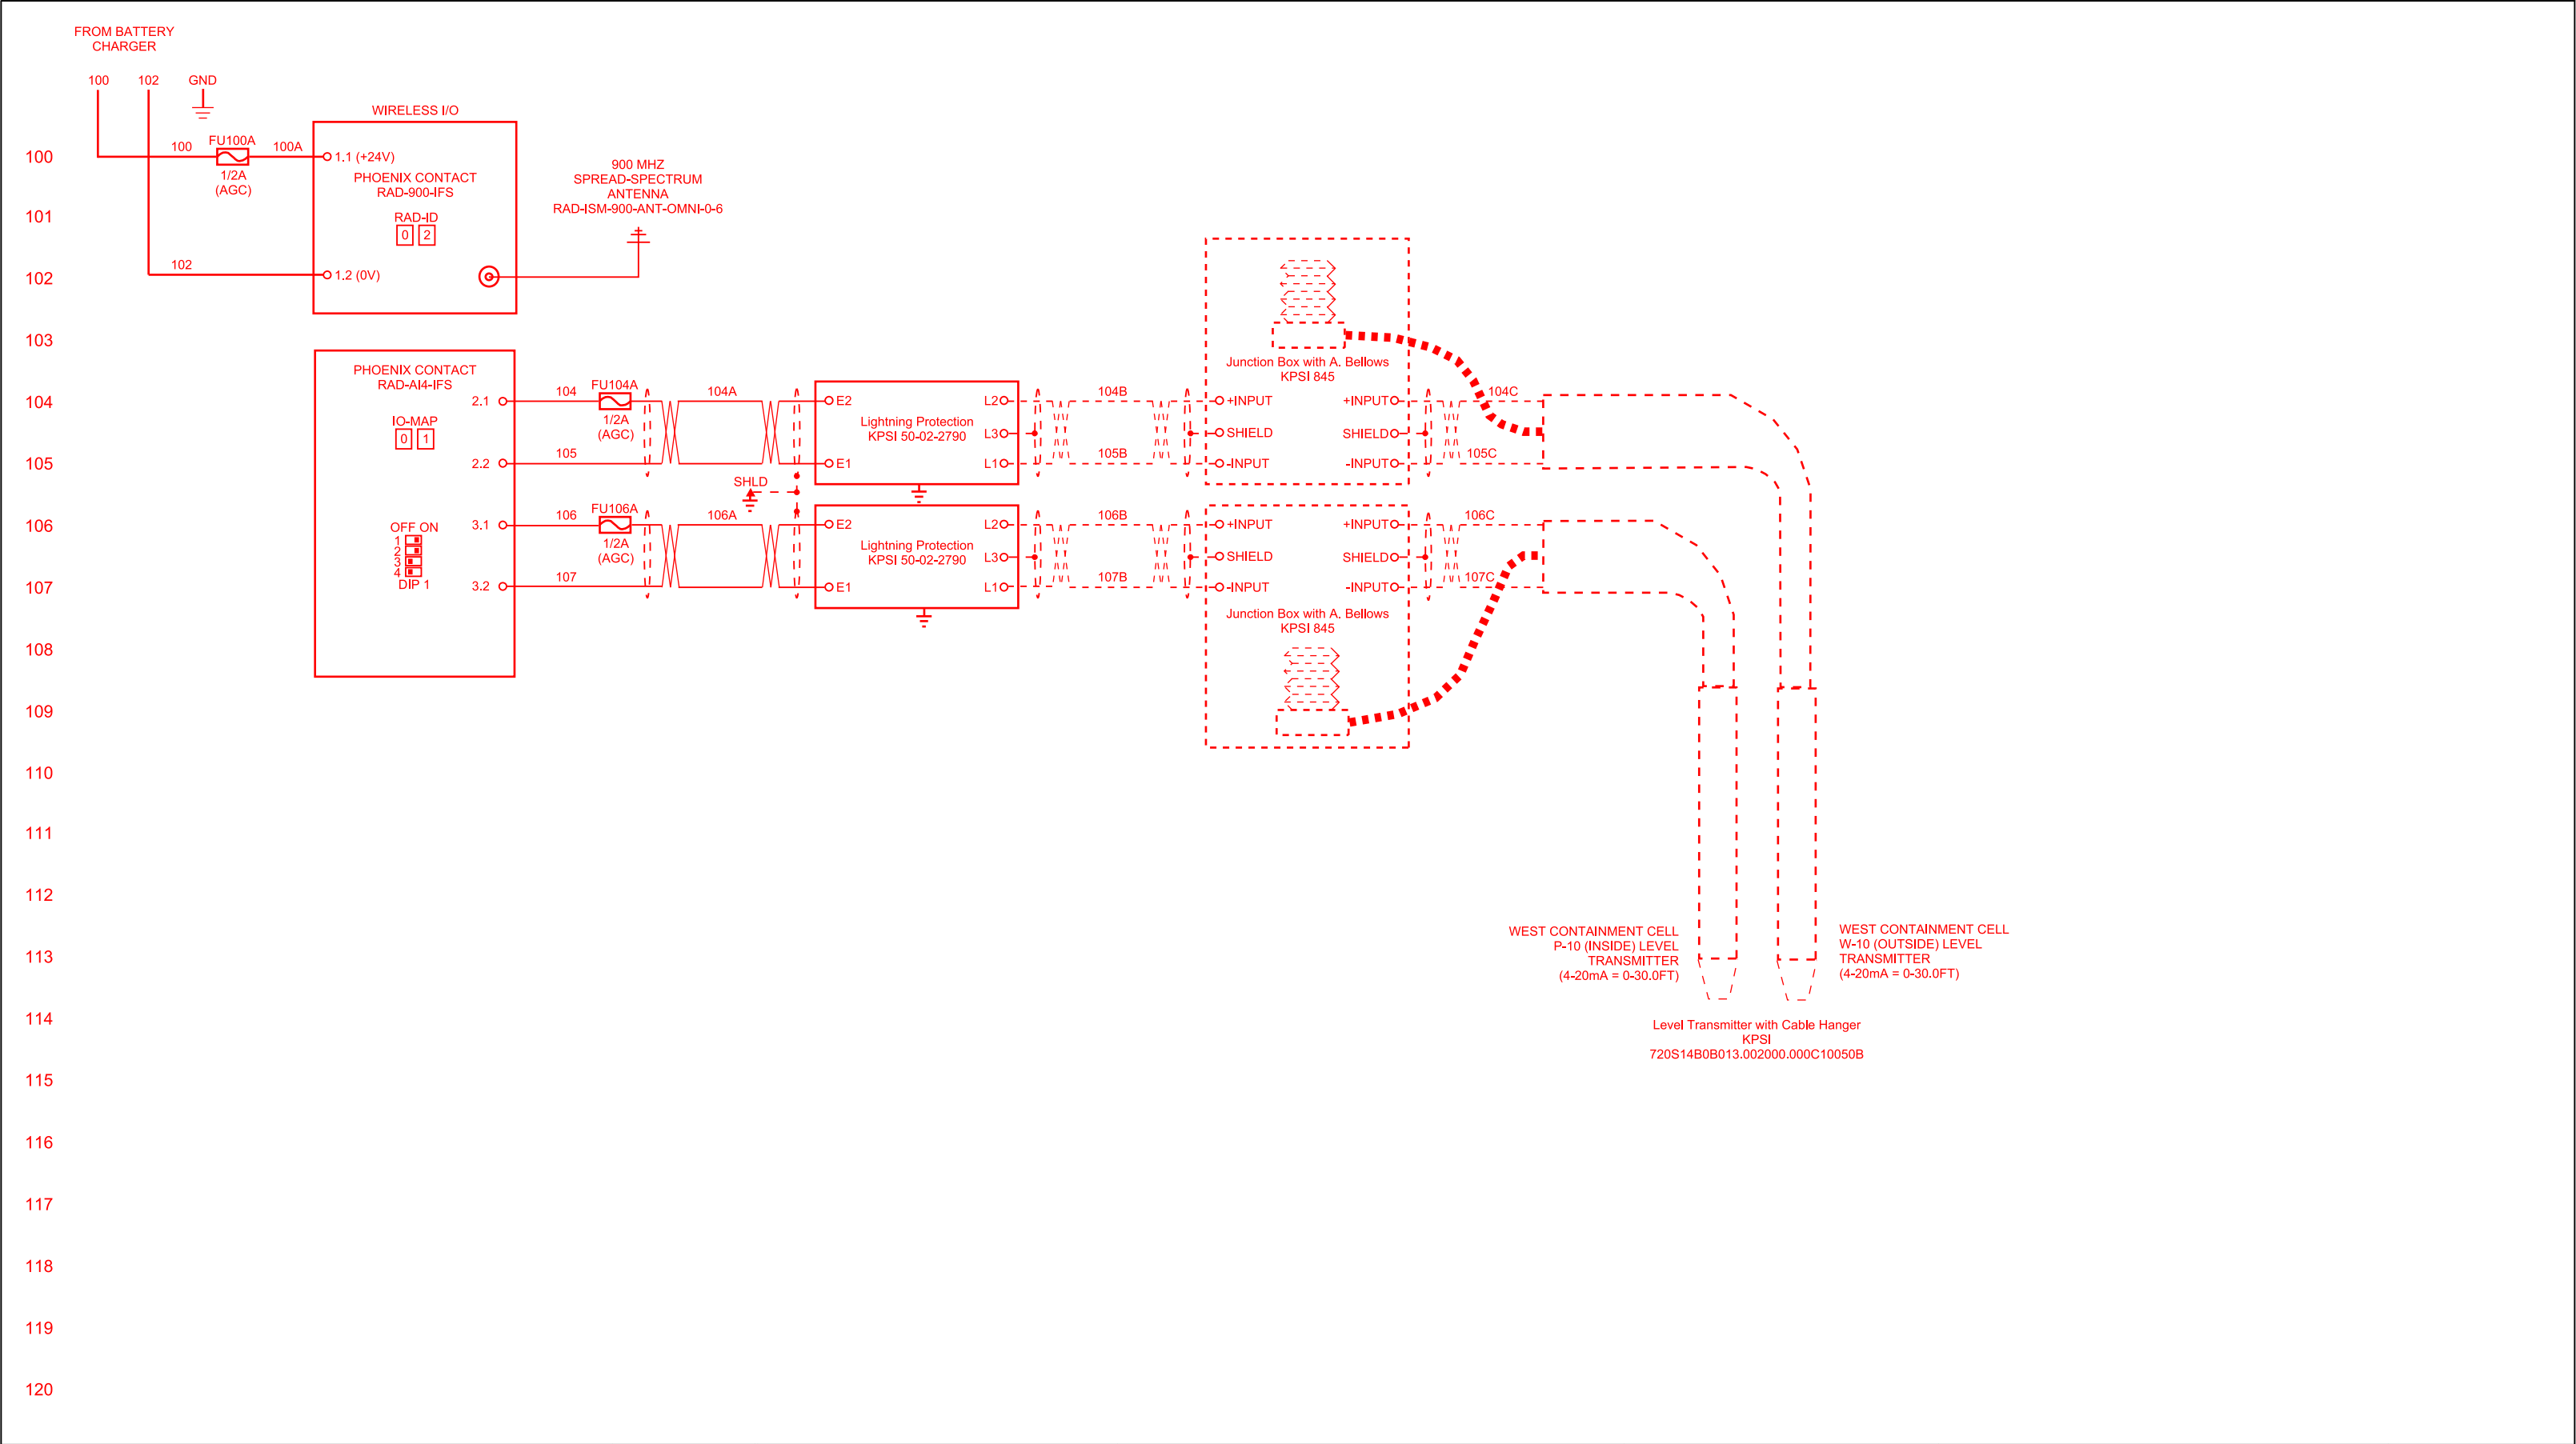 FROM BATTERY
CHARGER
100
102
GND
WIRELESS I/O
100
100
FU100A
100A
1/2A
(AGC)
1.1 (+24V)
PHOENIX CONTACT
RAD-900-IFS
RAD-ID
0 2
900 MHZ
SPREAD-SPECTRUM
ANTENNA
RAD-ISM-900-ANT-OMNI-0-6
101
102
102
1.2 (0V)
103
PHOENIX CONTACT
RAD-AI4-IFS
IO-MAP
0 1
OFF ON
1
2
3
4
DIP 1
2.1
2.2
3.1
3.2
104
104
FU104A
1/2A
(AGC)
104A
E2
Lightning Protection
KPSI 50-02-2790
L2
L3
L1
E1
104B
105B
Junction Box with A. Bellows
KPSI 845
+INPUT
SHIELD
-INPUT
+INPUT
SHIELD
-INPUT
104C
105C
105
105
SHLD
106
106
FU106A
1/2A
(AGC)
106A
E2
Lightning Protection
KPSI 50-02-2790
L2
L3
L1
E1
106B
107B
+INPUT
SHIELD
-INPUT
+INPUT
SHIELD
-INPUT
Junction Box with A. Bellows
KPSI 845
106C
107C
107
107
108
109
110
111
112
113
WEST CONTAINMENT CELL
P-10 (INSIDE) LEVEL
TRANSMITTER
(4-20mA = 0-30.0FT)
WEST CONTAINMENT CELL
W-10 (OUTSIDE) LEVEL
TRANSMITTER
(4-20mA = 0-30.0FT)
114
Level Transmitter with Cable Hanger
KPSI
720S14B0B013.002000.000C10050B
115
116
117
118
119
120